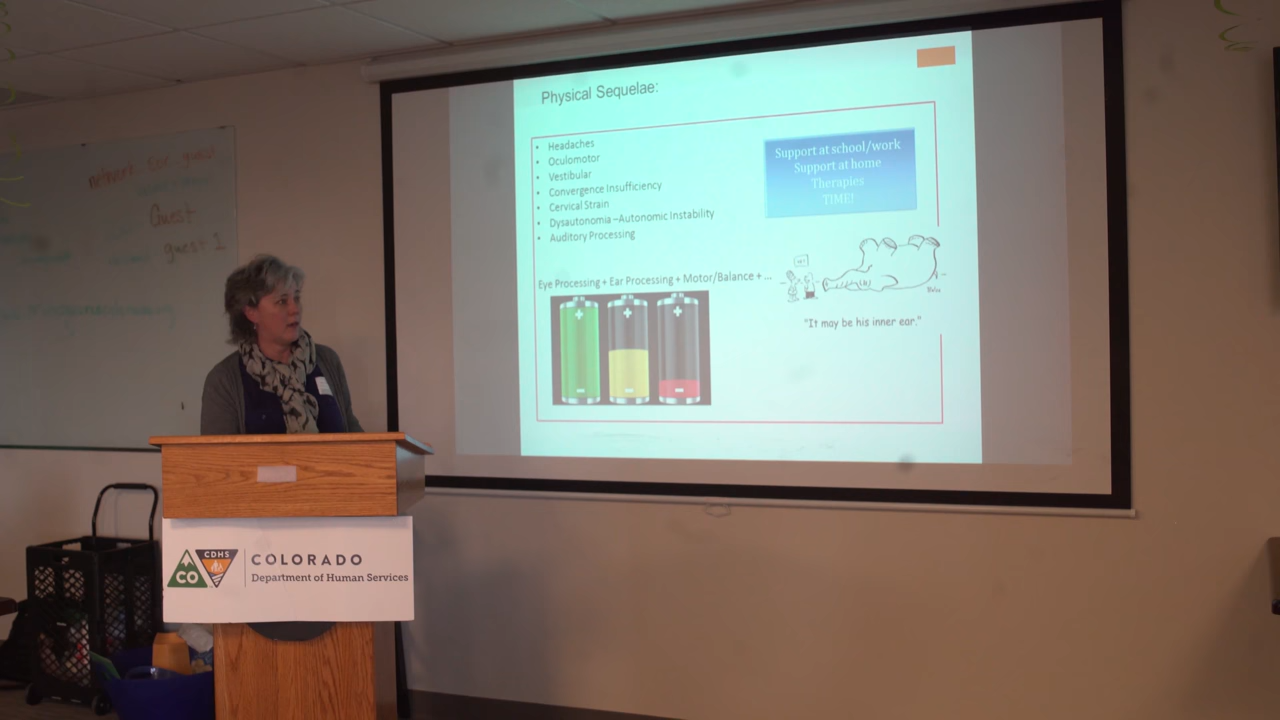 Physical Sequelae:
• Headaches
• Oculomotor
• Vestibular
• Convergence Insufficiency
• Cervical Strain
• Dysautonomia –Autonomic Instability
• Auditory Processing
Support at school/work
Support at home
Therapies
TIME!
Eye Processing + Ear Processing + Motor/Balance + ...
"It may be his inner ear."
Guest
guest 1
CDHS
CO
COLORADO
Department of Human Services